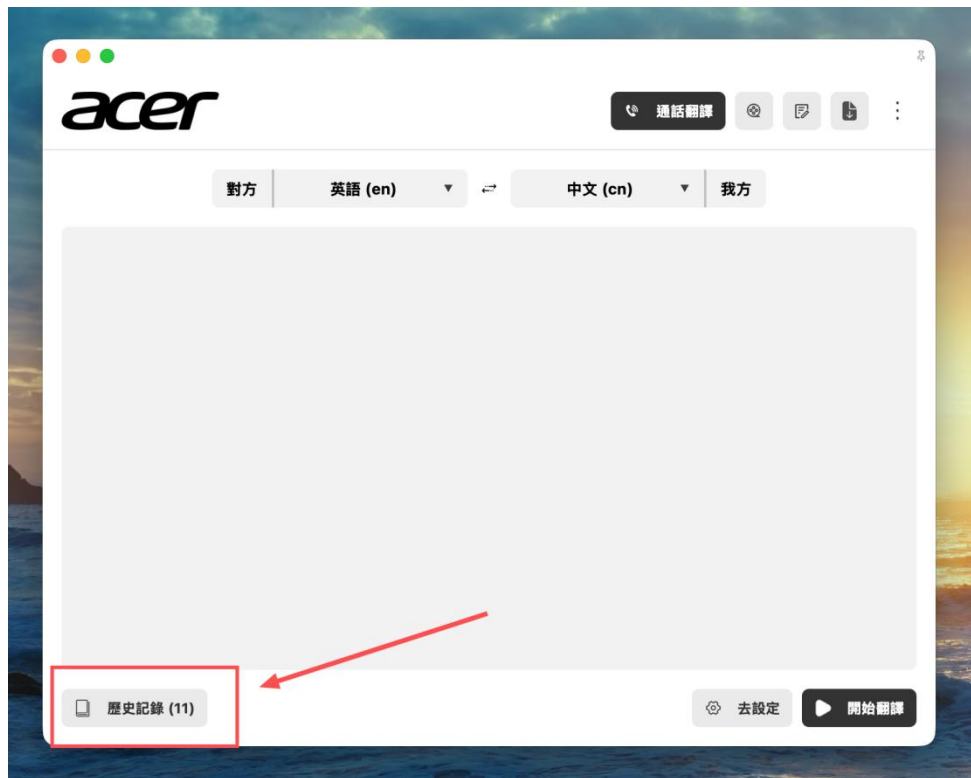 acer
通話翻譯
對方 英語 (en) 中文 (cn) 我方
歷史記錄 (11) 去設定 開始翻譯